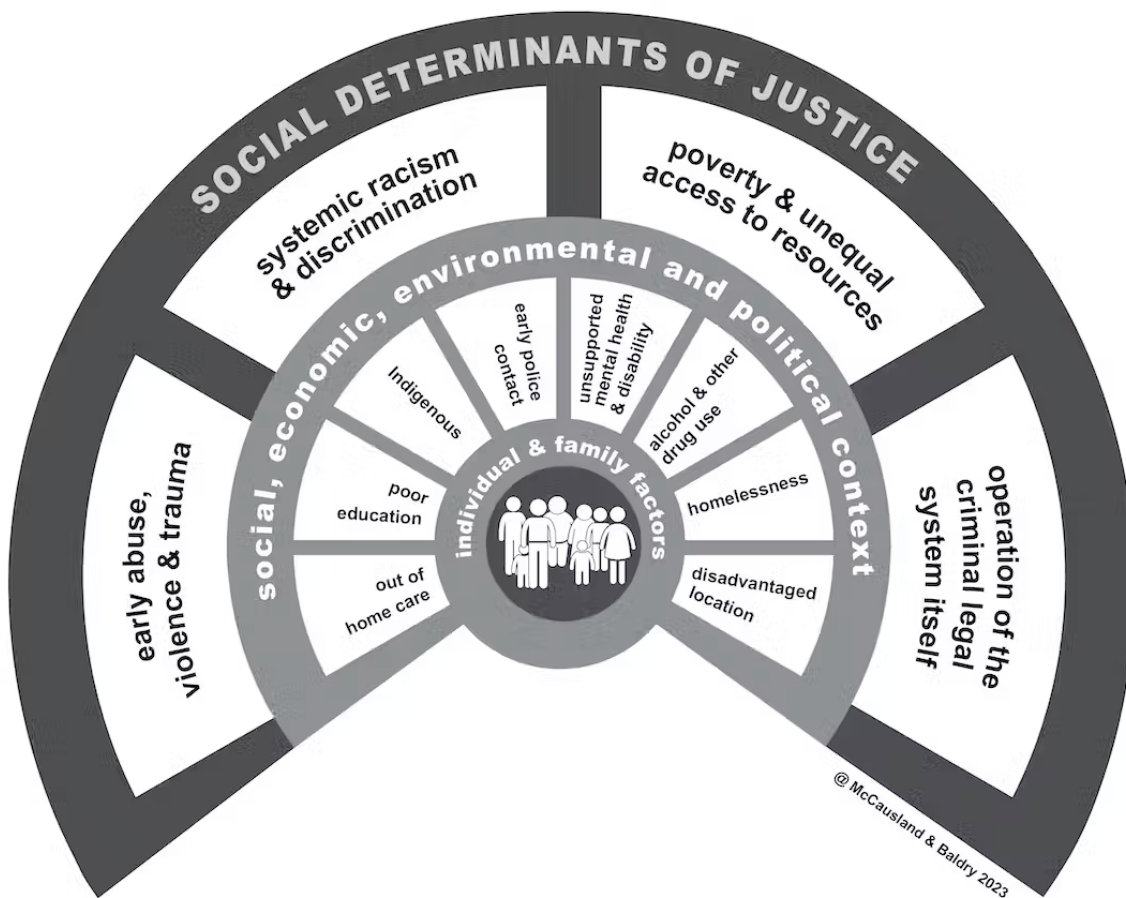 SOCIAL DETERMINANTS OF JUSTICE
early abuse,
violence & trauma
systemic racism
& discrimination
poverty & unequal
access to resources
operation of the
criminal legal
system itself
social, economic, environmental and political context
out of
home care
poor
education
Indigenous
early police
contact
unsupported
mental health
& disability
alcohol & other
drug use
homelessness
disadvantaged
location
individual & family factors
@ McCausland & Baldry 2023